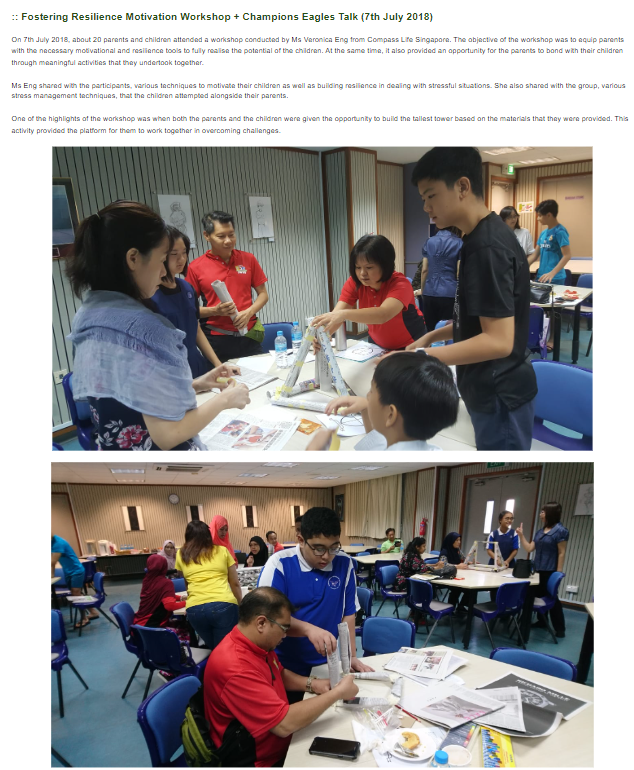 :: Fostering Resilience Motivation Workshop + Champions Eagles Talk (7th July 2018)
On 7th July 2018, about 20 parents and children attended a workshop conducted by Ms Veronica Eng from Compass Life Singapore. The objective of the workshop was to equip parents
with the necessary motivational and resilience tools to fully realise the potential of the children. At the same time, it also provided an opportunity for the parents to bond with their children
through meaningful activities that they undertook together.
Ms Eng shared with the participants, various techniques to motivate their children as well as building resilience in dealing with stressful situations. She also shared with the group, various
stress management techniques, that the children attempted alongside their parents.
One of the highlights of the workshop was when both the parents and the children were given the opportunity to build the tallest tower based on the materials that they were provided. This
activity provided the platform for them to work together in overcoming challenges.